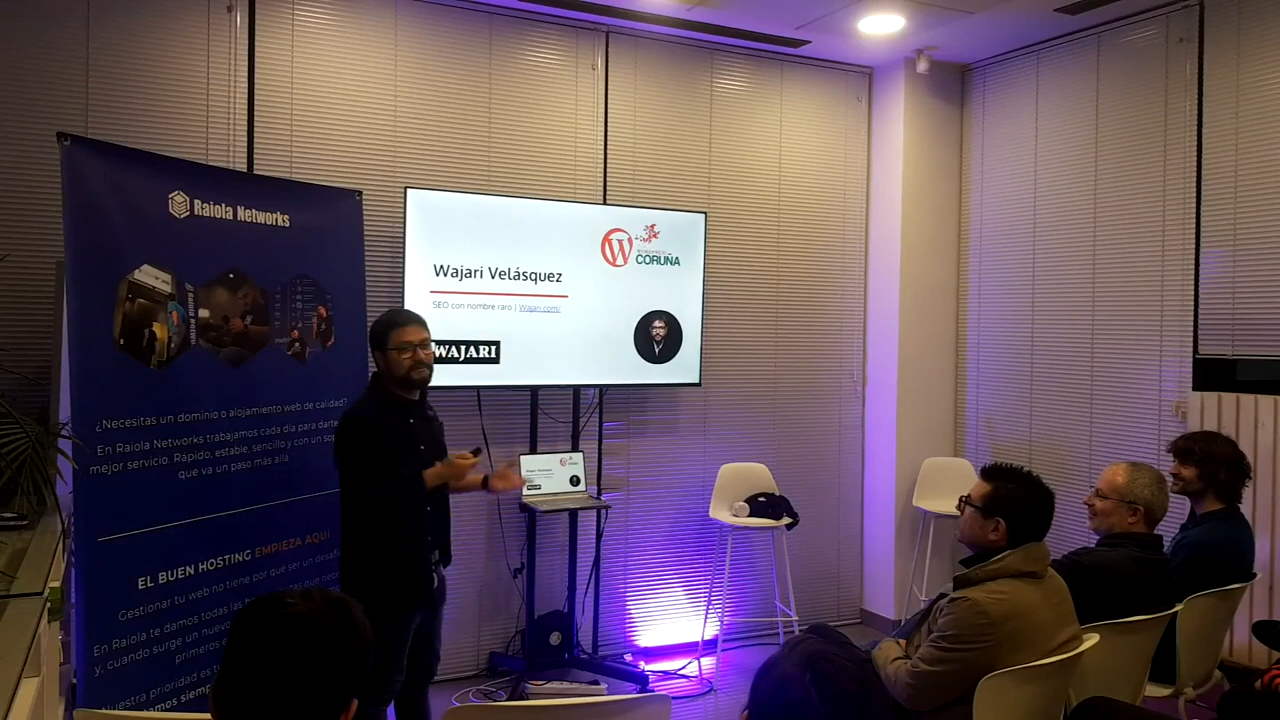 Raiola Networks
¿Necesitas un dominio o alojamiento web de calidad?
En Raiola Networks trabajamos cada día para darte
mejor servicio. Rápido, estable, sencillo y con un
que va un paso más allá
EL BUEN HOSTING EMPIEZA AQUÍ
Gestionar tu web no tiene por qué ser un
En Raiola te damos todas las
y, cuando surge un
primeros
Nuestra prioridad es
WORDPRESS
CORUÑA
Wajari Velásquez
SEO con nombre raro | Wajari.com/
WAJARI
Wajari Velásquez
WAJARI